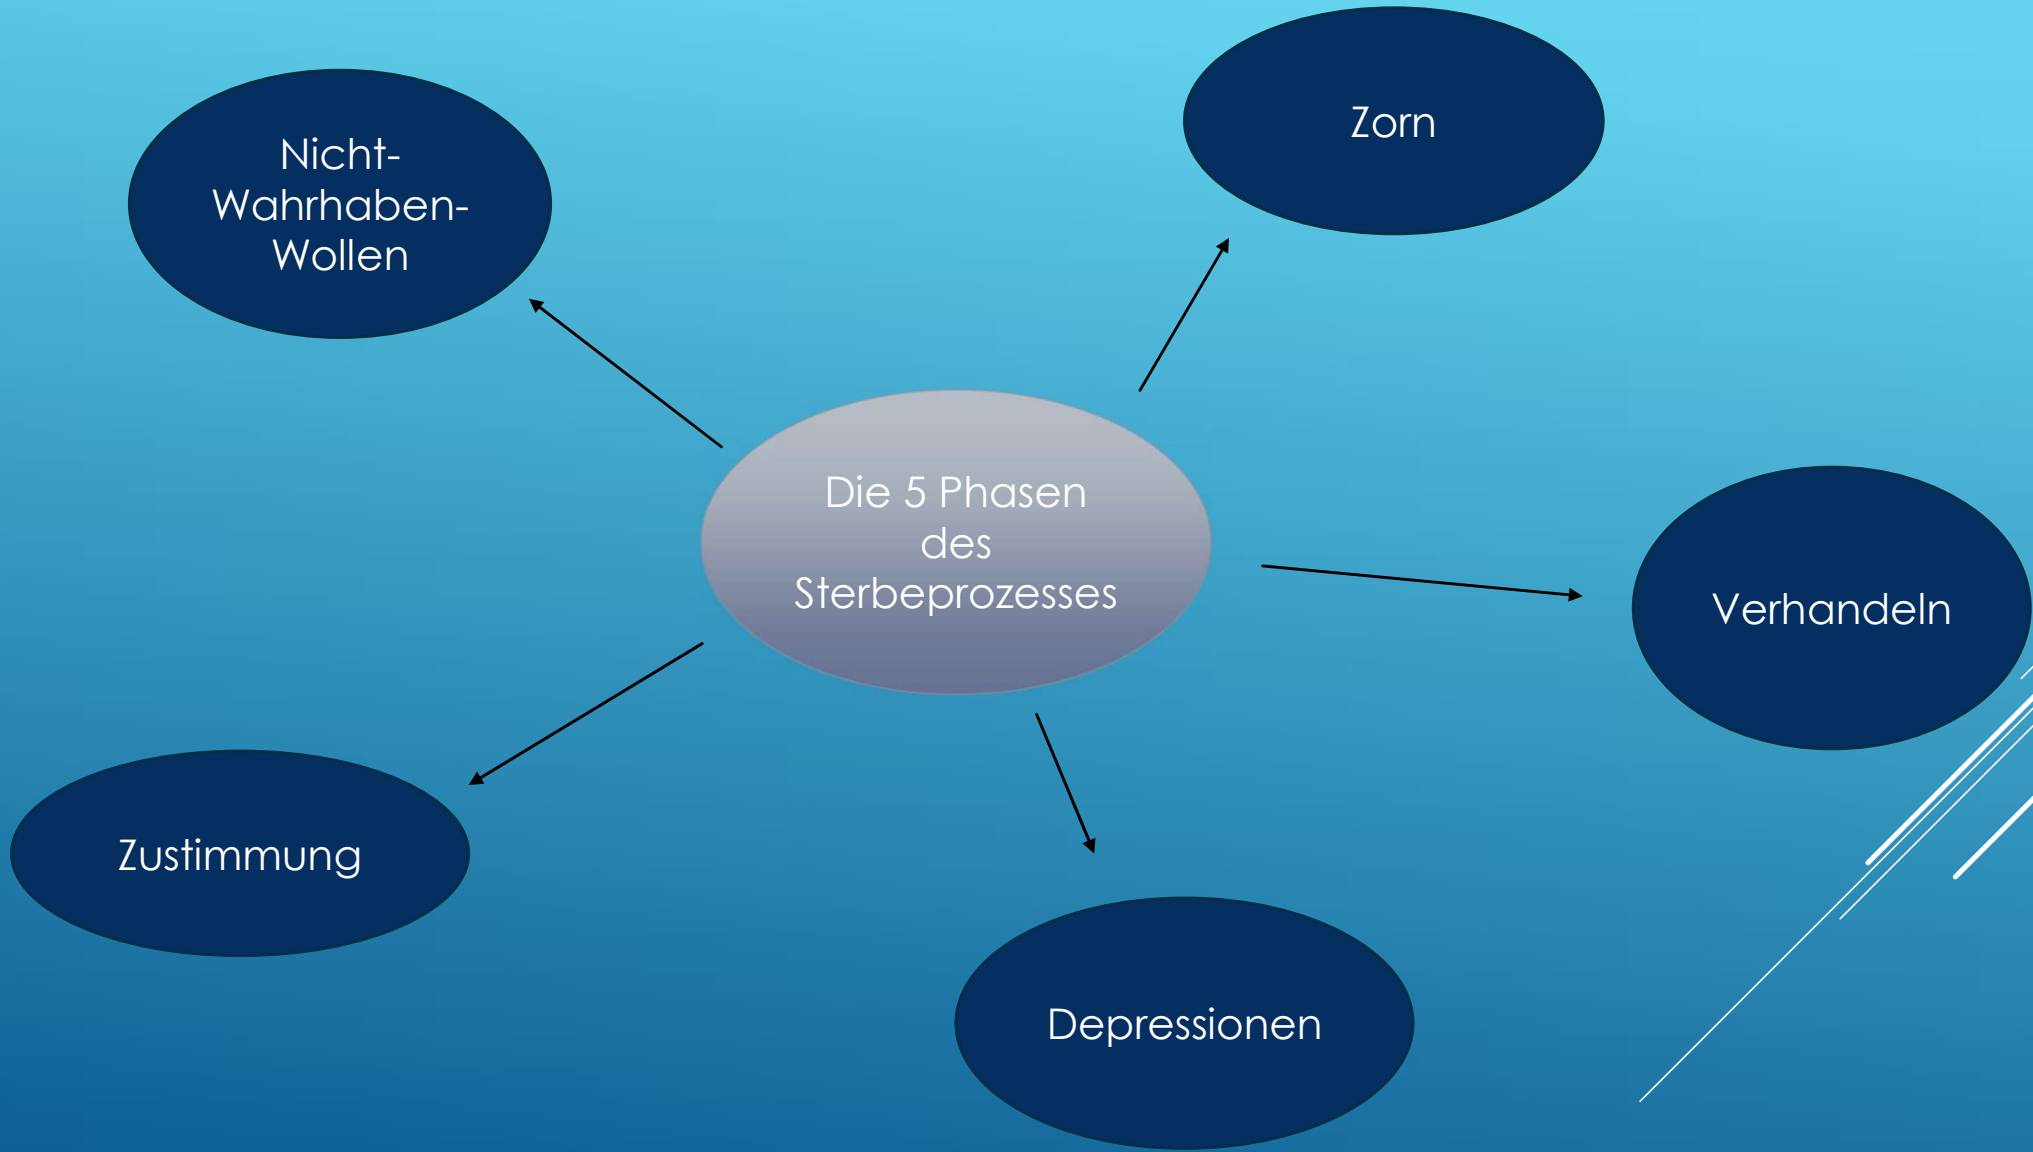 Nicht-
Wahrhaben-
Wollen
Zorn
Die 5 Phasen
des
Sterbeprozesses
Verhandeln
Zustimmung
Depressionen